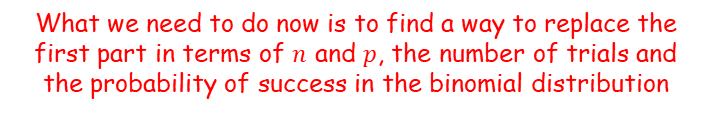 What we need to do now is to find a way to replace the
first part in terms of n and p, the number of trials and
the probability of success in the binomial distribution